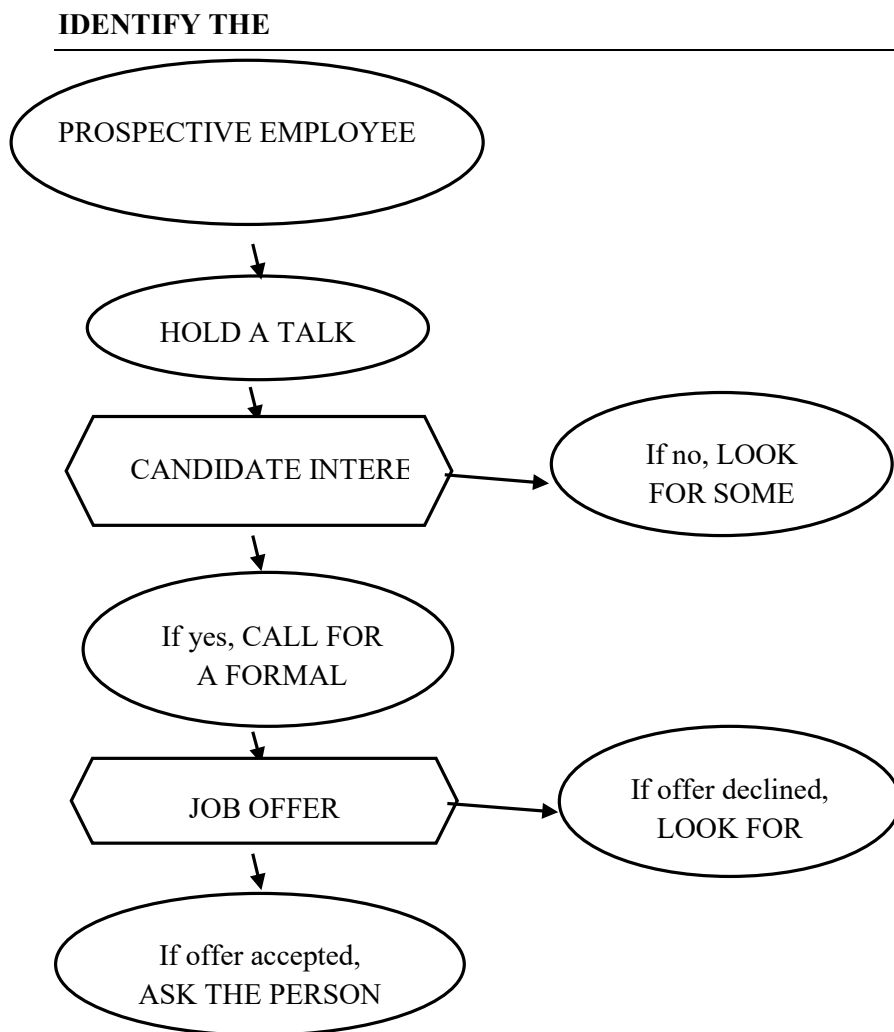 IDENTIFY THE
PROSPECTIVE EMPLOYEE
HOLD A TALK
CANDIDATE INTERE
If no, LOOK
FOR SOME
If yes, CALL FOR
A FORMAL
JOB OFFER
If offer declined,
LOOK FOR
If offer accepted,
ASK THE PERSON